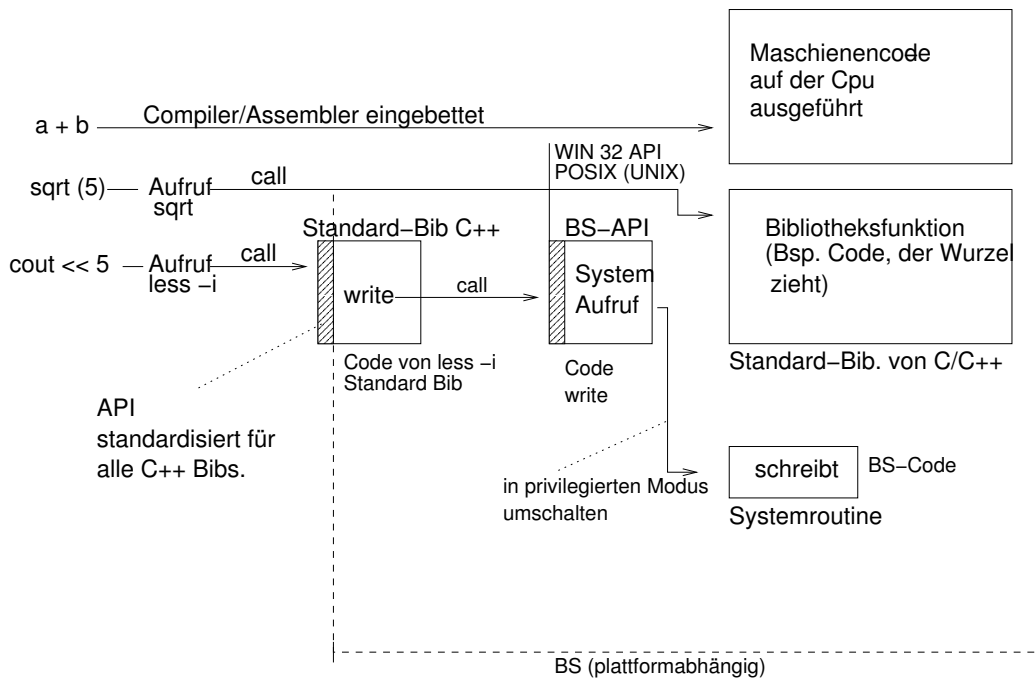 Maschienencode
auf der Cpu
ausgeführt
a + b
Compiler/Assembler eingebettet
WIN 32 API
POSIX (UNIX)
sqrt (5)
Aufruf
sqrt
call
Standard-Bib C++
BS-API
Bibliotheksfunktion
(Bsp. Code, der Wurzel
zieht)
cout << 5
Aufruf
less -i
call
write
call
System
Aufruf
Code von less -i
Standard Bib
Code
write
Standard-Bib. von C/C++
API
standardisiert für
alle C++ Bibs.
in privilegierten Modus
umschalten
schreibt
BS-Code
Systemroutine
BS (plattformabhängig)